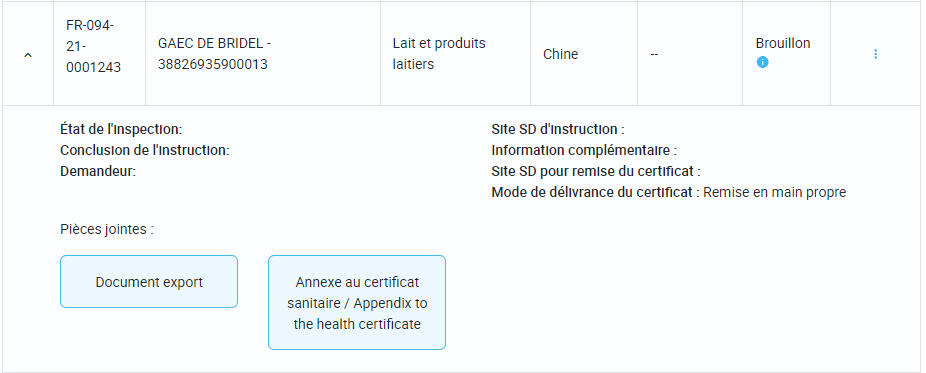 FR-094-
21-
0001243
GAEC DE BRIDEL -
38826935900013
Lait et produits
laitiers
Chine
--
Brouillon
État de l'inspection:
Conclusion de l'instruction:
Demandeur:
Site SD d'instruction :
Information complémentaire :
Site SD pour remise du certificat :
Mode de délivrance du certificat : Remise en main propre
Pièces jointes :
Document export
Annexe au certificat
sanitaire / Appendix to
the health certificate